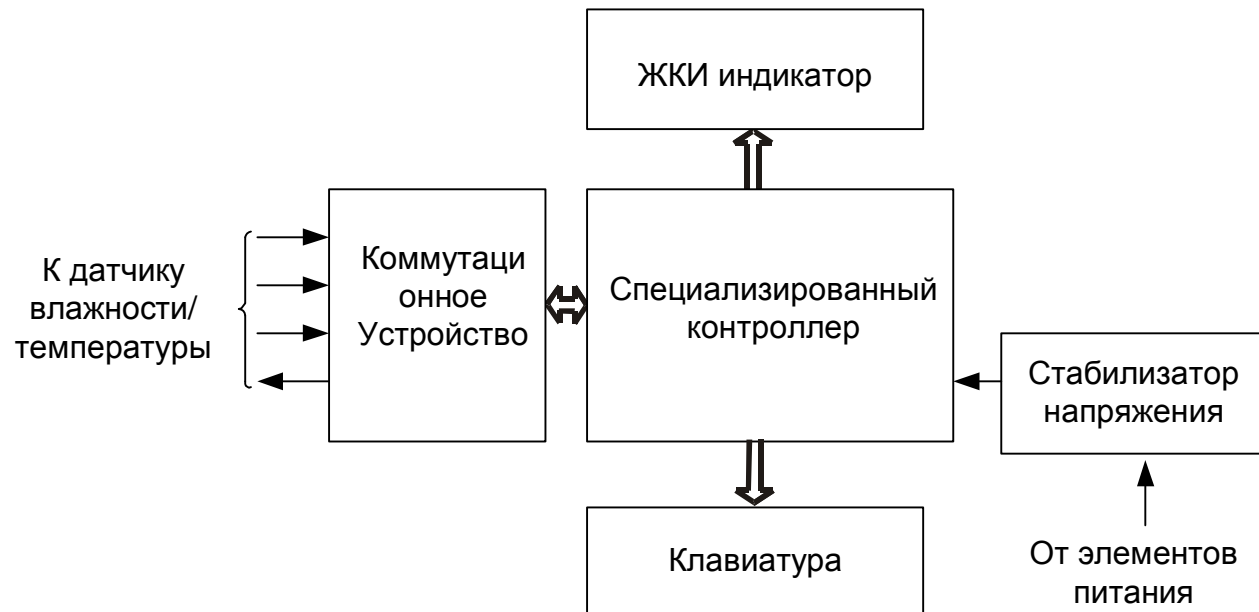 ЖКИ индикатор
К датчику
влажности/
температуры
Коммутаци
онное
Устройство
Специализированный
контроллер
Стабилизатор
напряжения
Клавиатура
От элементов
питания